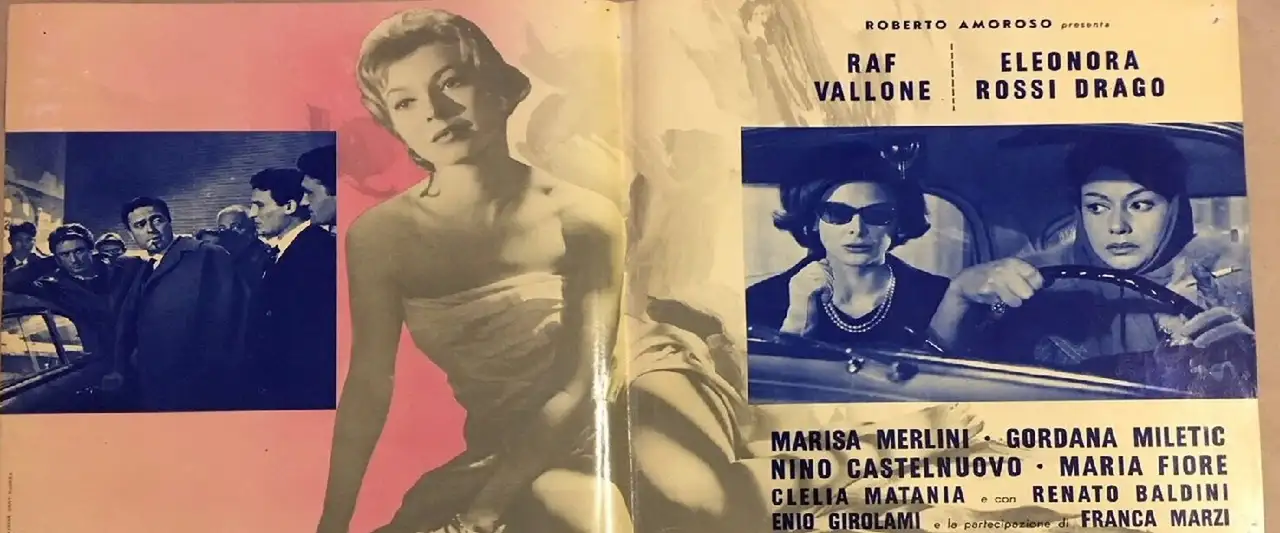 ROBERTO AMOROSO presenta
RAF
VALLONE
ELEONORA
ROSSI DRAGO
MARISA MERLINI · GORDANA MILETIC
NINO CASTELNUOVO · MARIA FIORE
CLELIA MATANIA e con RENATO BALDINI
ENIO GIROLAMI e la partecipazione di FRANCA MARZI